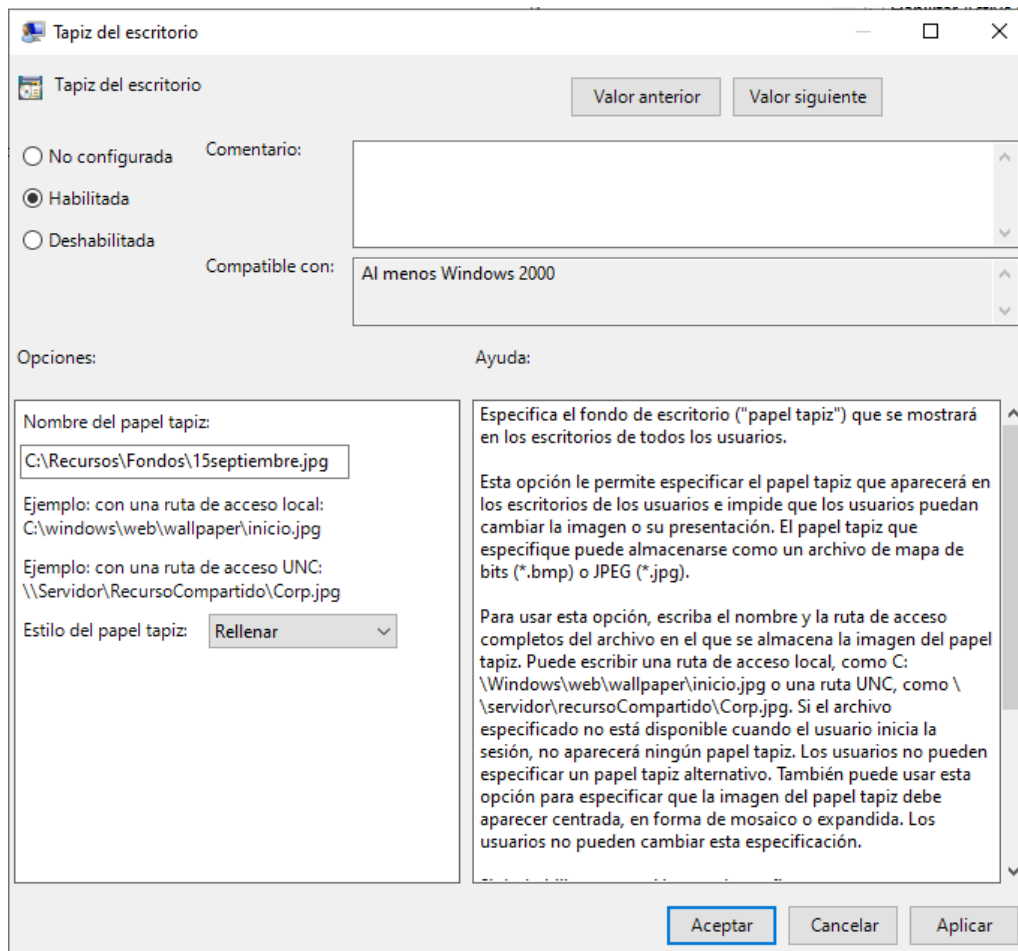 Tapiz del escritorio
Tapiz del escritorio
Valor anterior
Valor siguiente
No configurada
Habilitada
Deshabilitada
Comentario:
Compatible con:
Al menos Windows 2000
Opciones:
Ayuda:
Nombre del papel tapiz:
C:\Recursos\Fondos\15septiembre.jpg
Ejemplo: con una ruta de acceso local:
C:\windows\web\wallpaper\inicio.jpg
Ejemplo: con una ruta de acceso UNC:
\\Servidor\RecursoCompartido\Corp.jpg
Estilo del papel tapiz:
Rellenar
Especifica el fondo de escritorio ("papel tapiz") que se mostrará
en los escritorios de todos los usuarios.
Esta opción le permite especificar el papel tapiz que aparecerá en
los escritorios de los usuarios e impide que los usuarios puedan
cambiar la imagen o su presentación. El papel tapiz que
especifique puede almacenarse como un archivo de mapa de
bits (*.bmp) o JPEG (*.jpg).
Para usar esta opción, escriba el nombre y la ruta de acceso
completos del archivo en el que se almacena la imagen del papel
tapiz. Puede escribir una ruta de acceso local, como C:
\Windows\web\wallpaper\inicio.jpg o una ruta UNC, como \
\servidor\recursoCompartido\Corp.jpg. Si el archivo
especificado no está disponible cuando el usuario inicia la
sesión, no aparecerá ningún papel tapiz. Los usuarios no pueden
especificar un papel tapiz alternativo. También puede usar esta
opción para especificar que la imagen del papel tapiz debe
aparecer centrada, en forma de mosaico o expandida. Los
usuarios no pueden cambiar esta especificación.
Aceptar
Cancelar
Aplicar